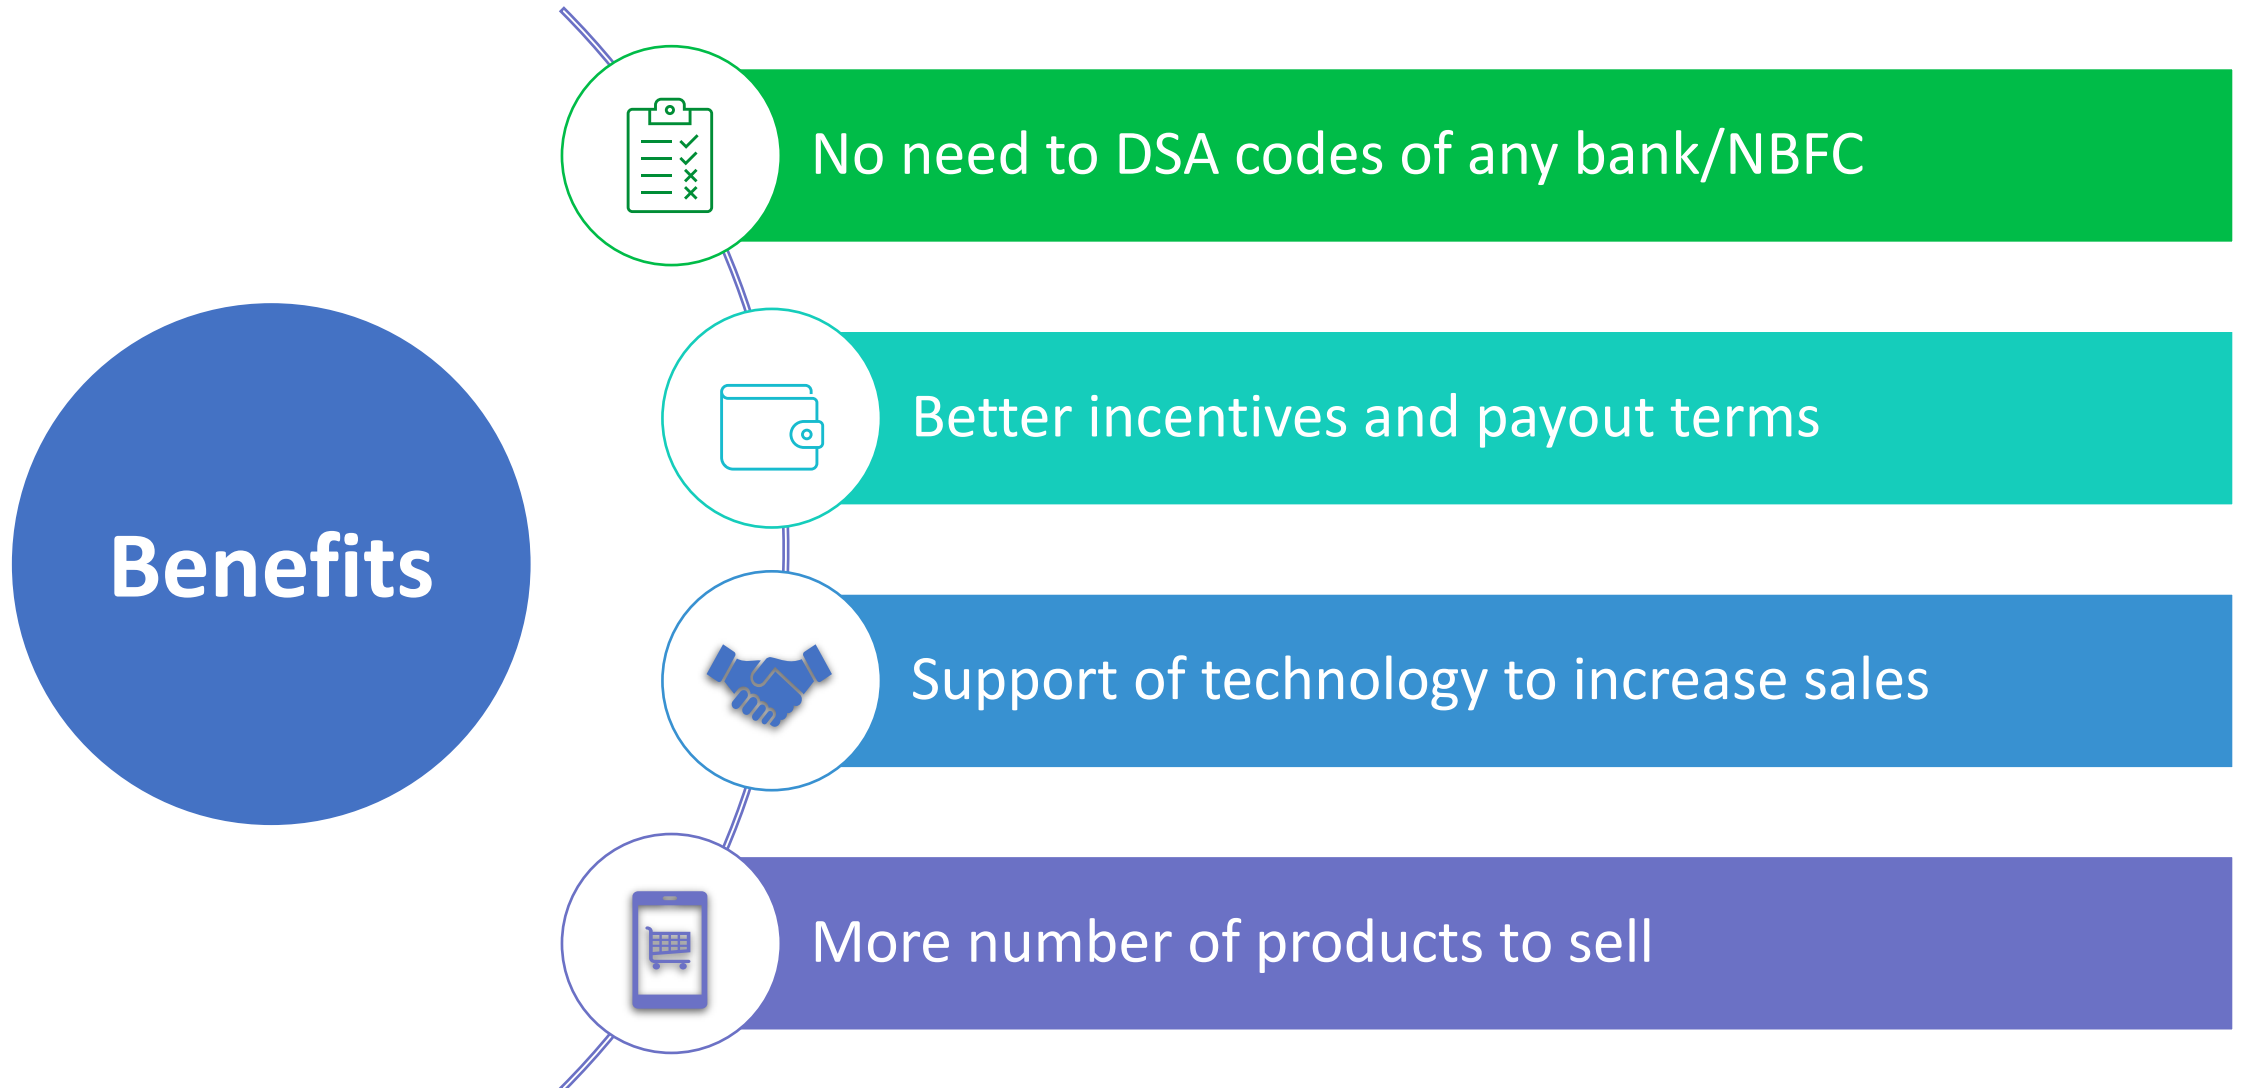 Benefits
No need to DSA codes of any bank/NBFC
Better incentives and payout terms
Support of technology to increase sales
More number of products to sell